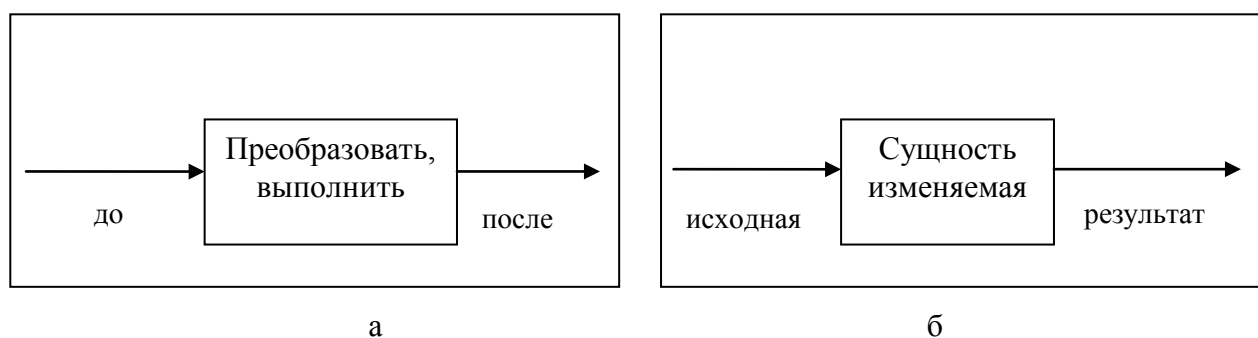 Преобразовать,
выполнить
до
после
а
Сущность
изменяемая
исходная
результат
б